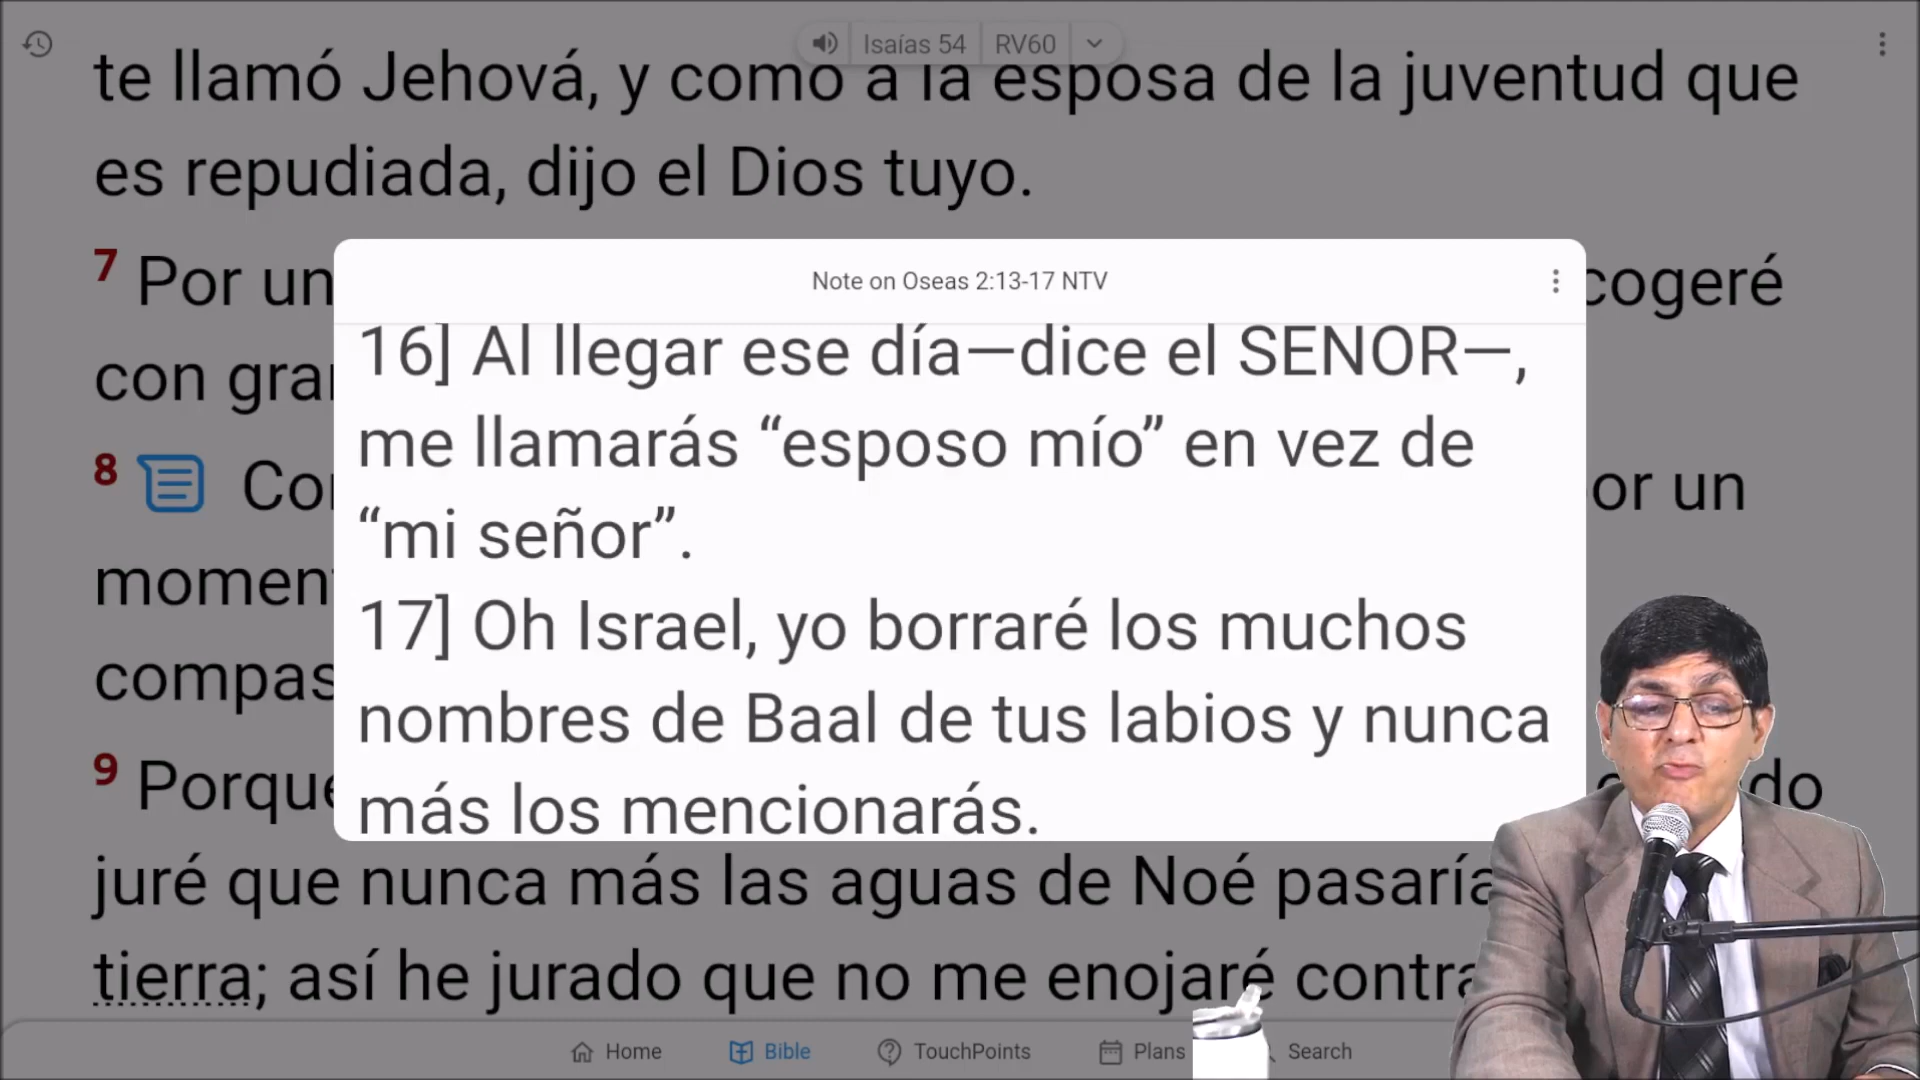 Isaías 54 RV60
te llamó Jehová, y como a la esposa de la juventud que
es repudiada, dijo el Dios tuyo.
7 Por un cogeré
con gra
8 Co or un
momen
compas
9 Porque do
juré que nunca más las aguas de Noé pasaría
tierra; así he jurado que no me enojaré contra
Note on Oseas 2:13-17 NTV
16] Al llegar ese día—dice el SEÑOR—,
me llamarás “esposo mío” en vez de
“mi señor”.
17] Oh Israel, yo borraré los muchos
nombres de Baal de tus labios y nunca
más los mencionarás.
Home Bible TouchPoints Plans Search